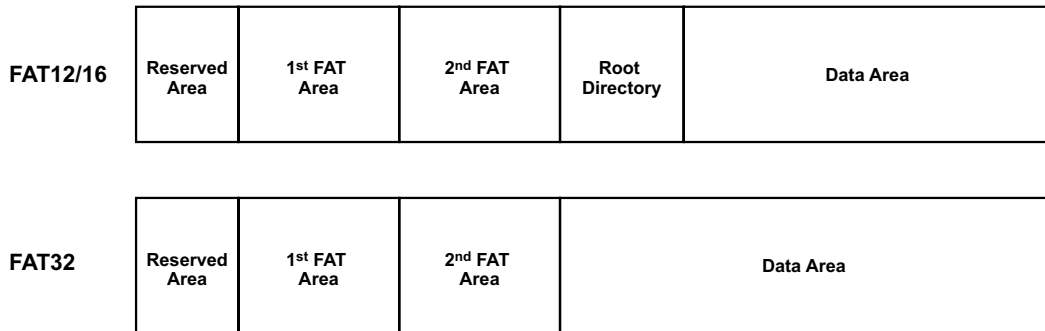 FAT12/16
Reserved
Area
1st FAT
Area
2nd FAT
Area
Root
Directory
Data Area
FAT32
Reserved
Area
1st FAT
Area
2nd FAT
Area
Data Area